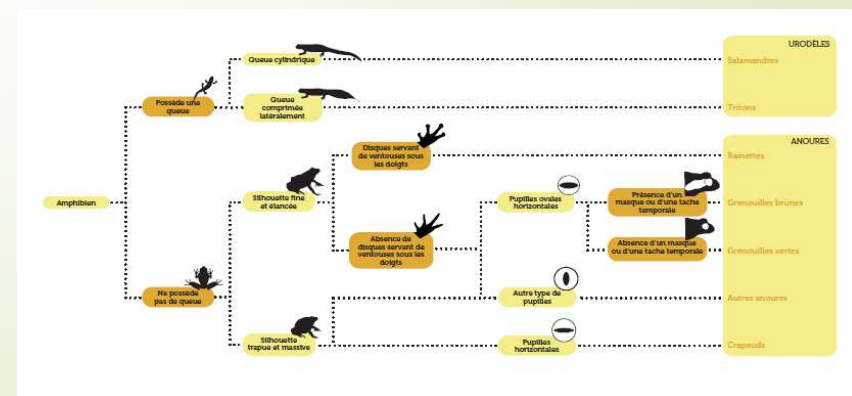 URODÈLES
Queue cylindrique
Salamandres
Possède une
queue
Queue
comprimée
latéralement
Tritons
ANOURES
Disques servant
de ventouses sous
les doigts
Rainettes
Amphibien
Silhouette fine
et élancée
Pupilles ovales
horizontales
Présence d'un
masque ou d'une tache
temporale
Grenouilles brunes
Absence de
disques servant de
ventouses sous les
doigts
Absence d'un masque
ou d'une tache temporale
Grenouilles vertes
Ne possède
pas de queue
Autre type de
pupilles
Autres anoures
Silhouette
trapue et massive
Pupilles
horizontales
Crapauds